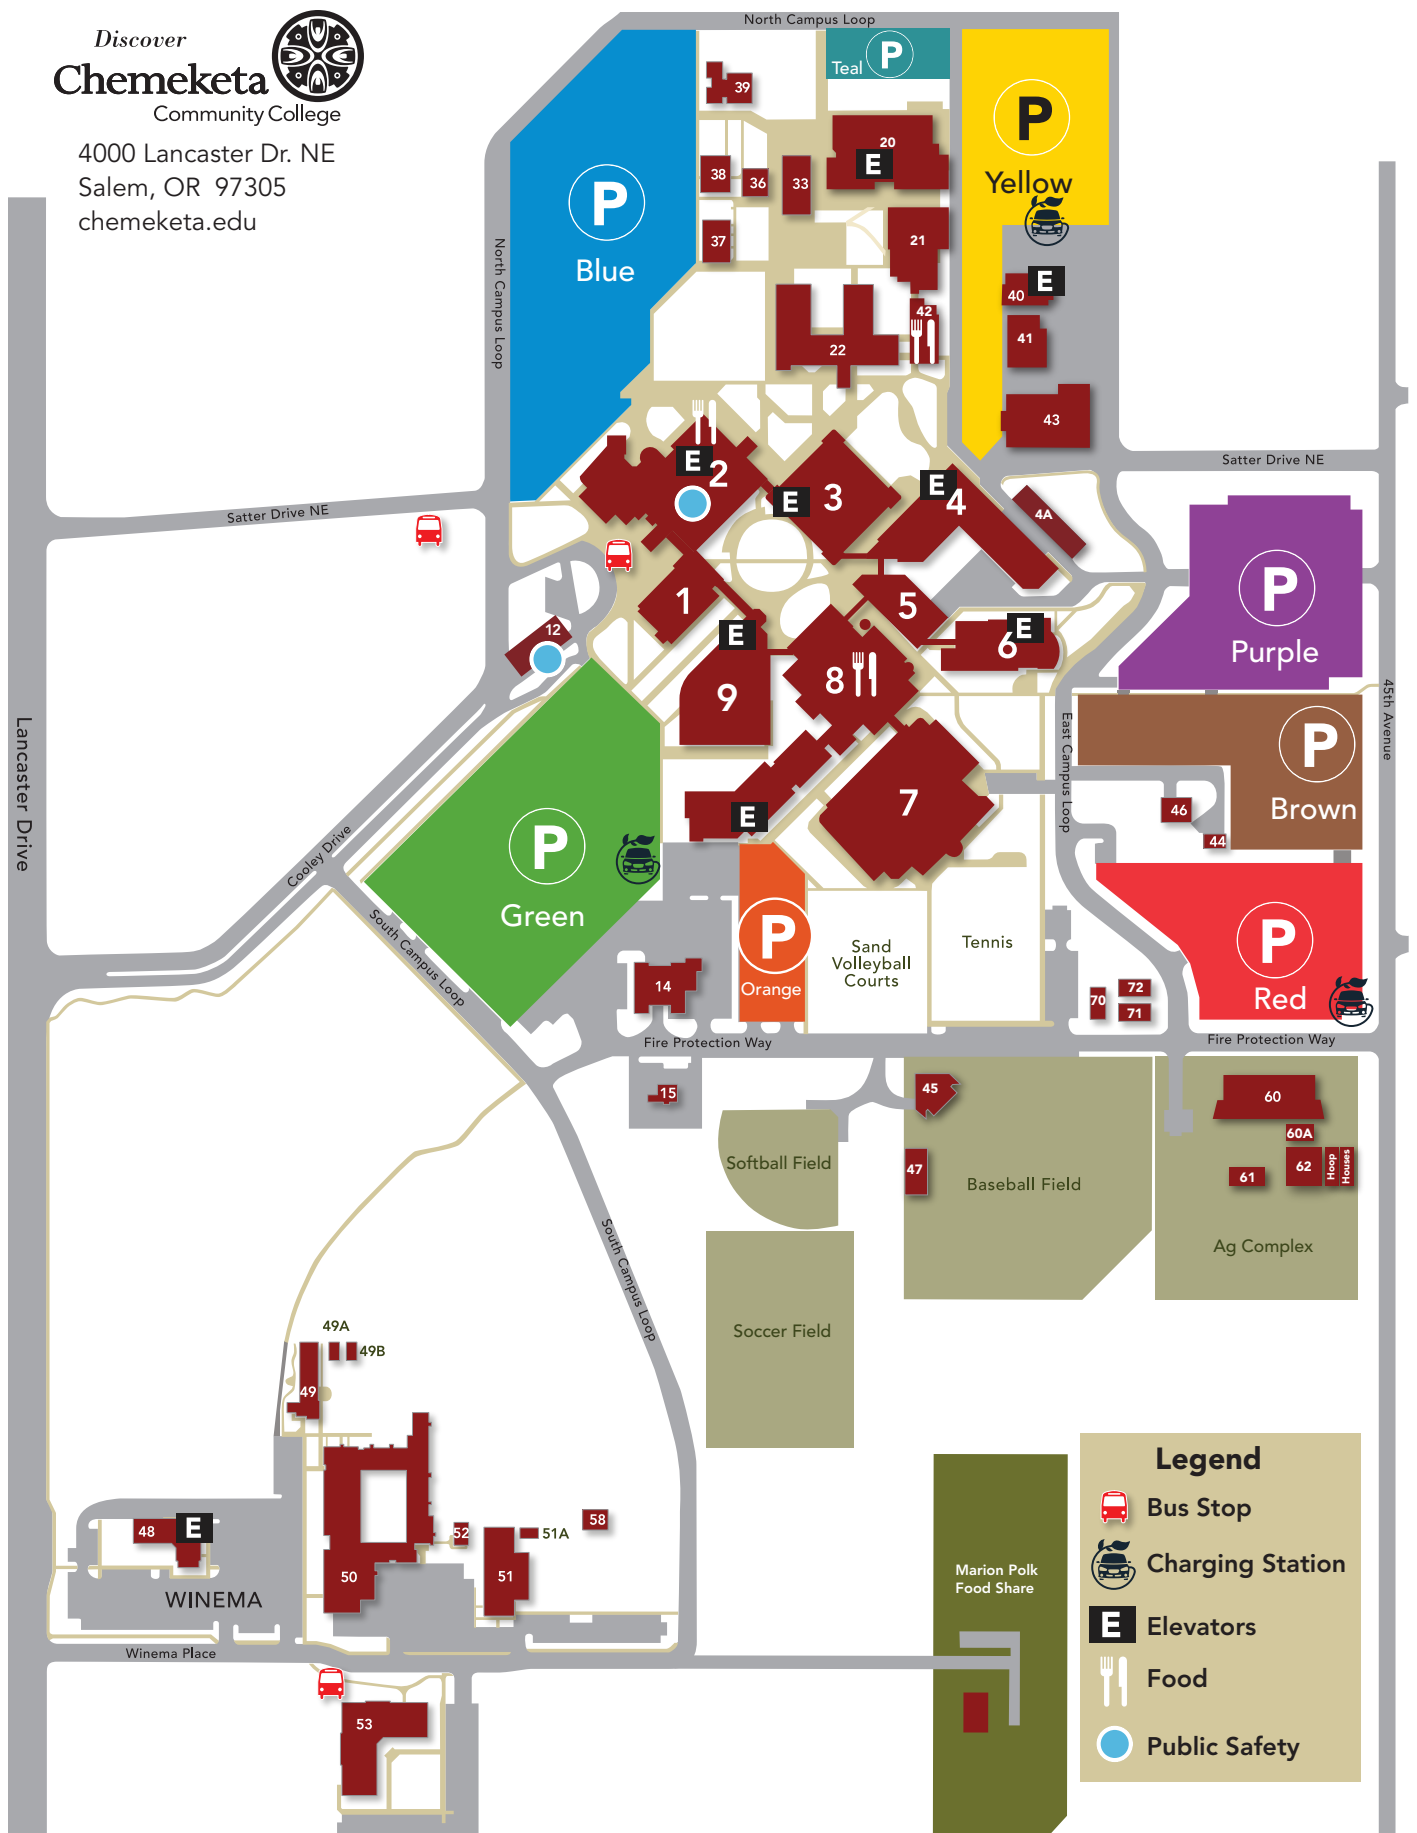 Discover
Chemeketa
Community College
4000 Lancaster Dr. NE
Salem, OR 97305
chemeketa.edu
North Campus Loop
Teal P
P
Yellow
39
20
E
38
36
33
37
21
P
Blue
North Campus Loop
40
E
41
42
22
43
Satter Drive NE
Satter Drive NE
E
2
E
3
E
4
4A
P
Purple
1
5
12
E
6
E
9
8
45th Avenue
Lancaster Drive
East Campus Loop
P
Brown
7
46
44
E
P
Green
Cooley Drive
South Campus Loop
P
Orange
Sand
Volleyball
Courts
Tennis
P
Red
14
70
72
71
Fire Protection Way
Fire Protection Way
15
45
60
60A
47
62
61
Hoop
Houses
Softball Field
Baseball Field
Ag Complex
South Campus Loop
Soccer Field
49A
49B
49
48
E
WINEMA
50
52
51A
51
58
Winema Place
53
Marion Polk
Food Share
Legend
Bus Stop
Charging Station
E Elevators
Food
Public Safety